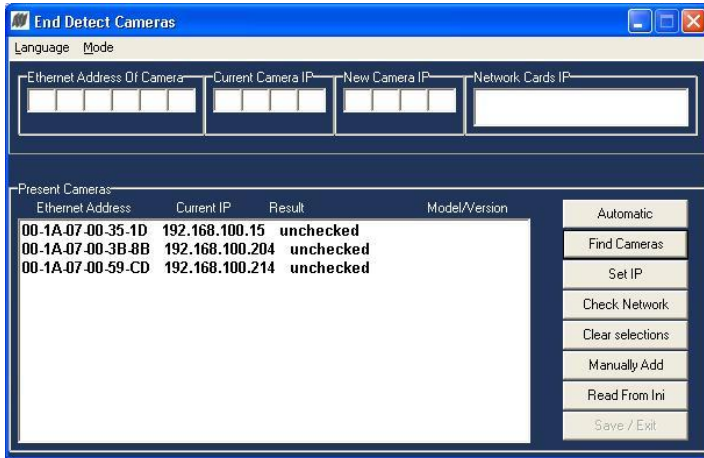 End Detect Cameras
Language Mode
Ethernet Address Of Camera Current Camera IP New Camera IP Network Cards IP
Present Cameras
Ethernet Address Current IP Result Model/Version
00-1A-07-00-35-1D 192.168.100.15 unchecked
00-1A-07-00-3B-8B 192.168.100.204 unchecked
00-1A-07-00-59-CD 192.168.100.214 unchecked
Automatic
Find Cameras
Set IP
Check Network
Clear selections
Manually Add
Read From Ini
Save / Exit